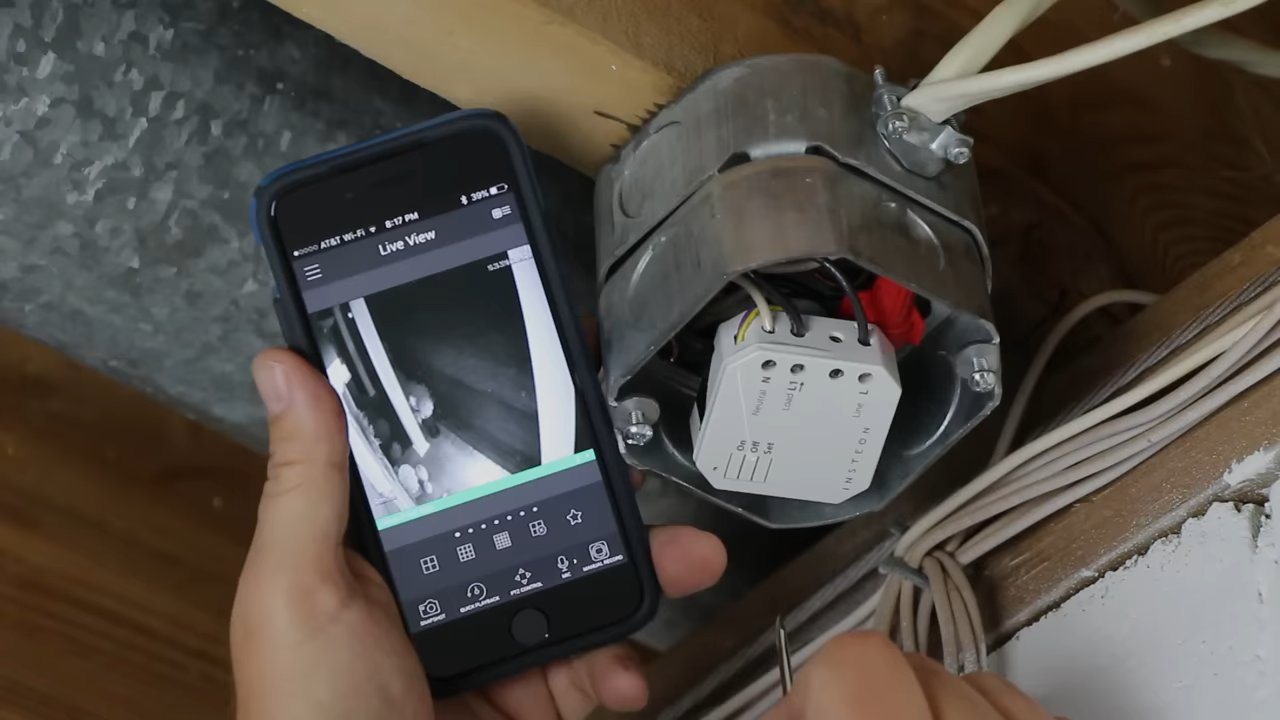 AT&T Wi-Fi 8:17 PM 39%
Live View
SNAPSHOT QUICK PLAYBACK PTZ CONTROL MIC MANUAL RECORD
N L1 L
Neutral Load Line
On Off Set
INSTEON